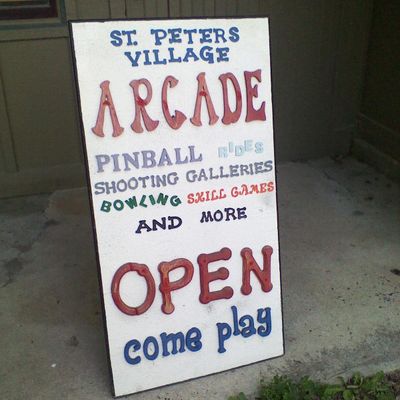 ST. PETERS
VILLAGE
ARCADE
PINBALL RIDES
SHOOTING GALLERIES
BOWLING SKILL GAMES
AND MORE
OPEN
come play